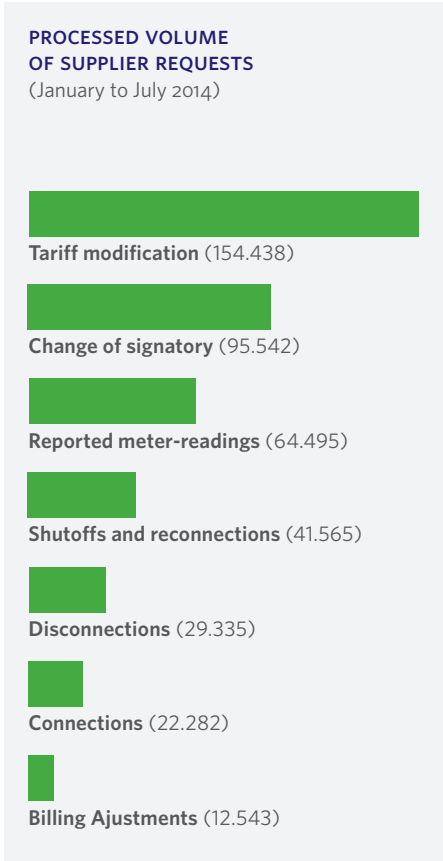 PROCESSED VOLUME
OF SUPPLIER REQUESTS
(January to July 2014)
Tariff modification (154.438)
Change of signatory (95.542)
Reported meter-readings (64.495)
Shutoffs and reconnections (41.565)
Disconnections (29.335)
Connections (22.282)
Billing Ajustments (12.543)